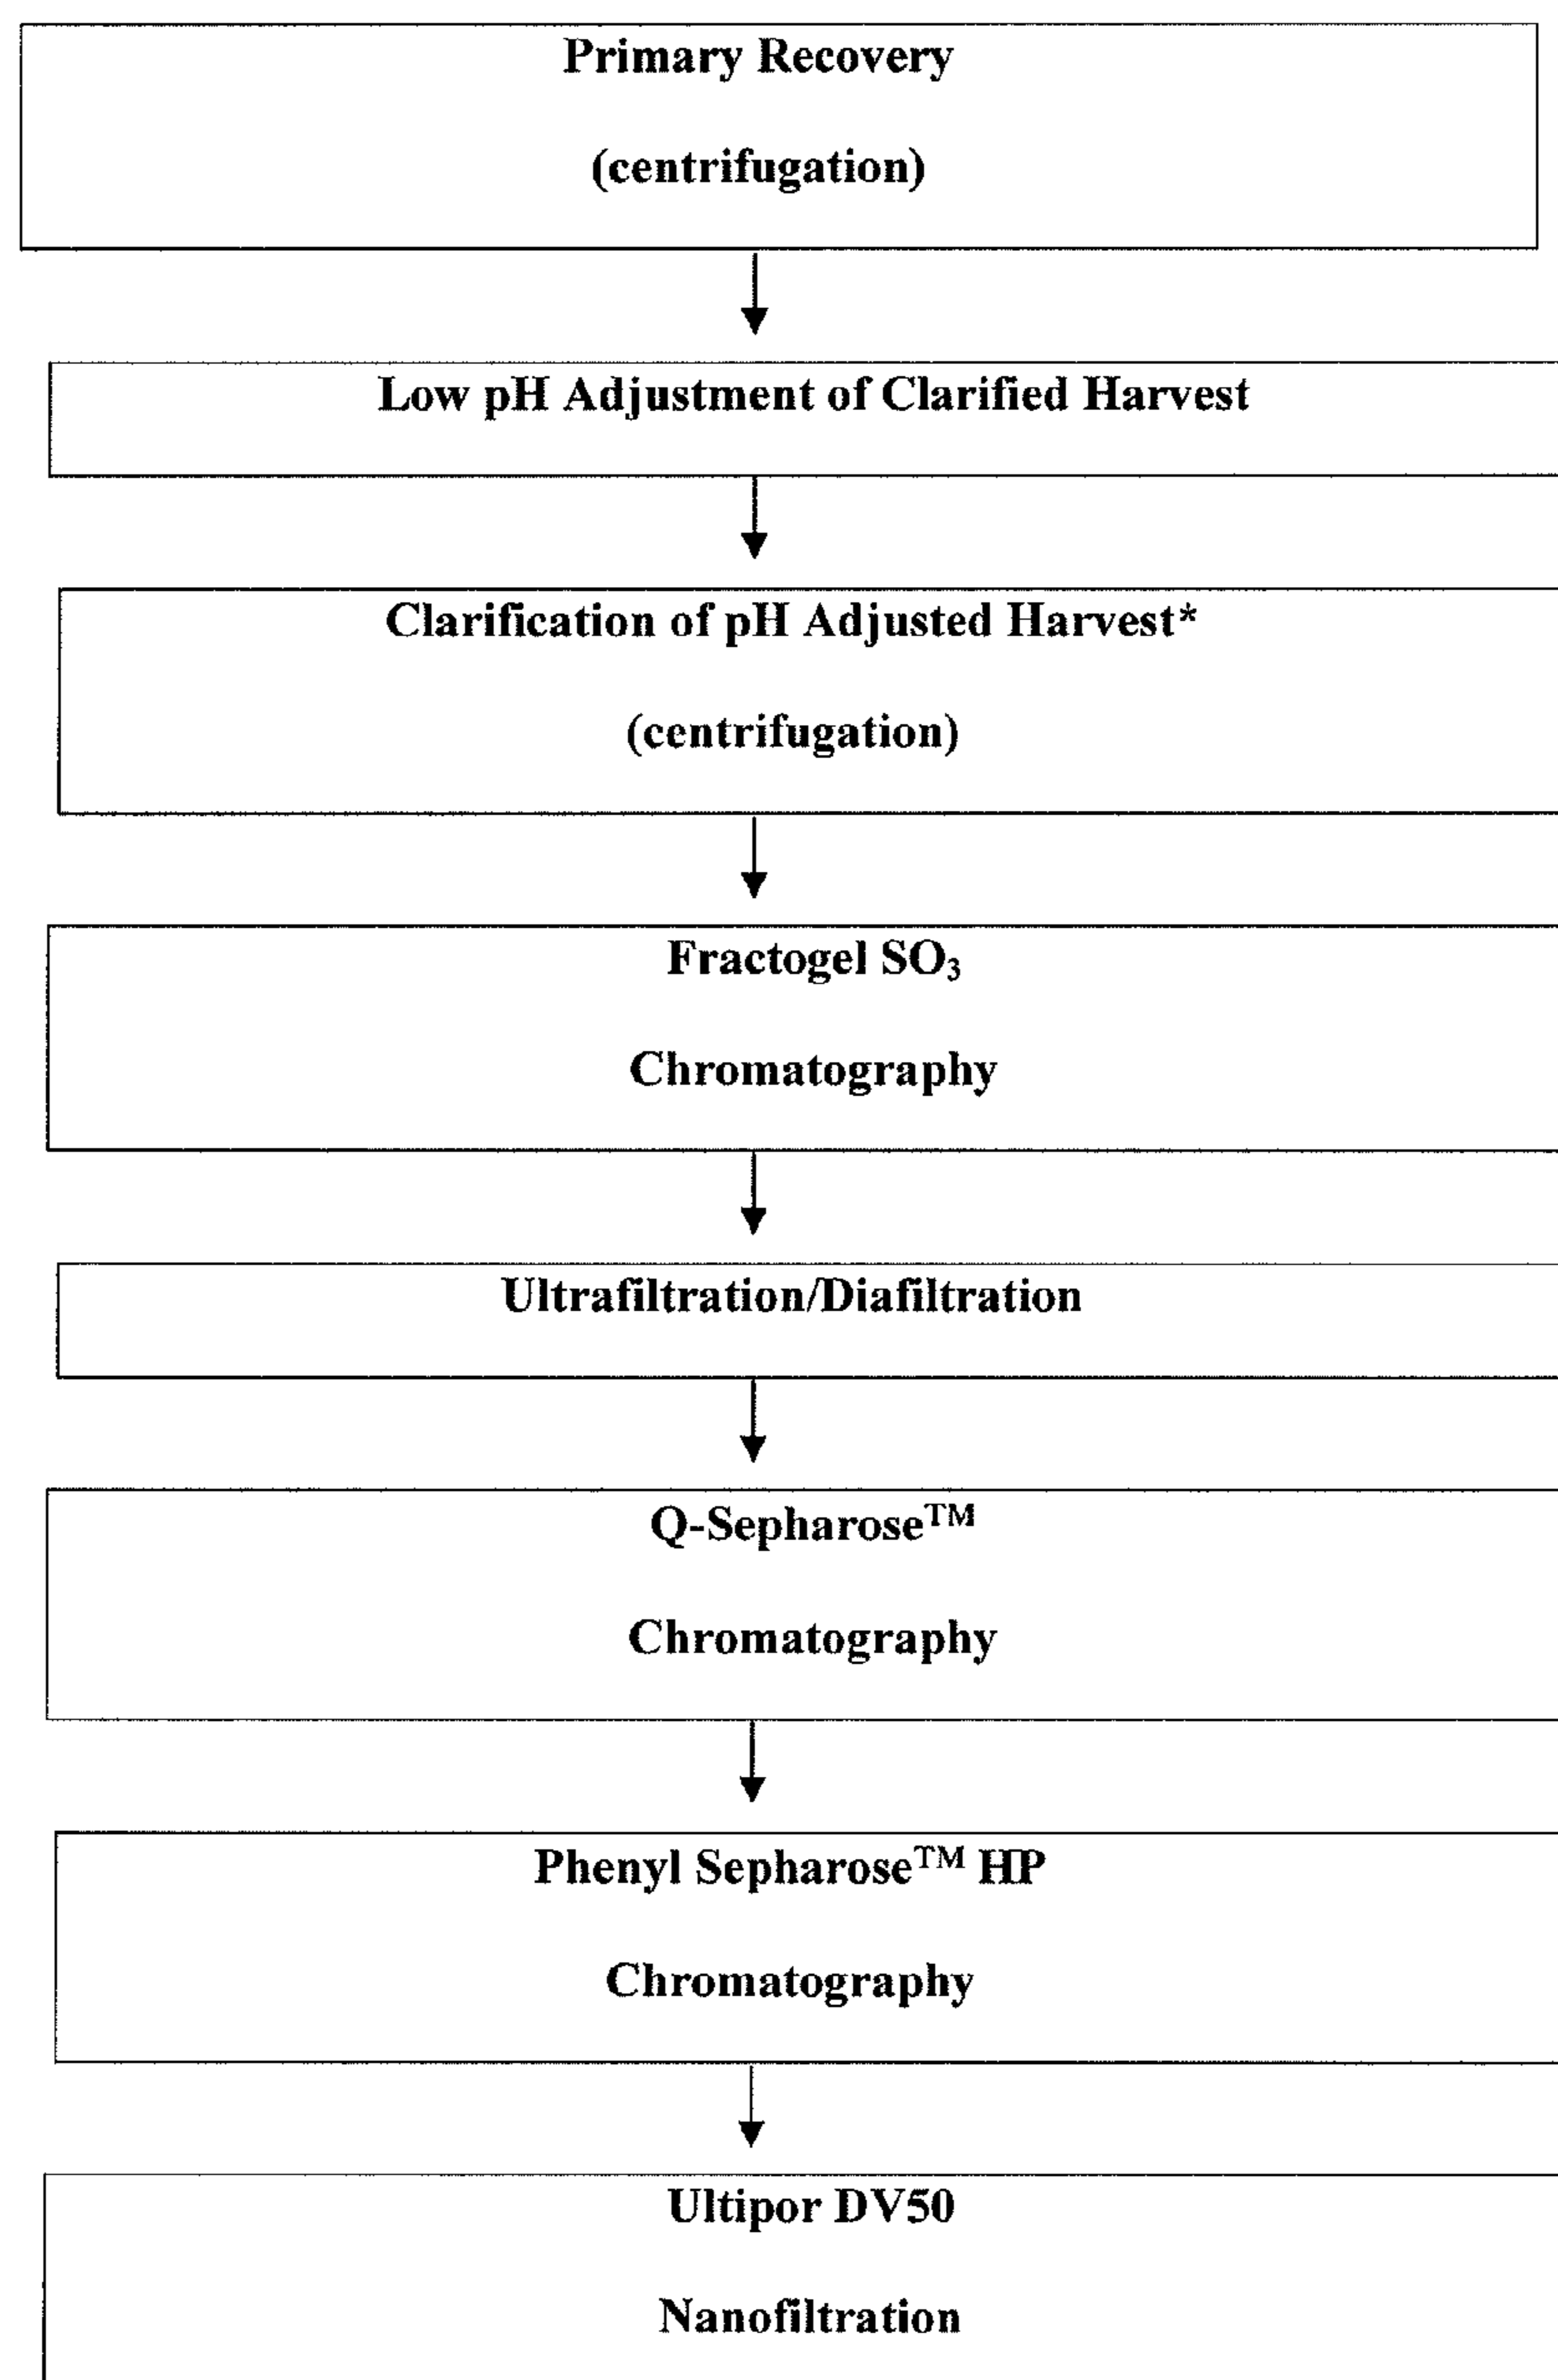 Primary Recovery
(centrifugation)
Low pH Adjustment of Clarified Harvest
Clarification of pH Adjusted Harvest*
(centrifugation)
Fractogel SO₃
Chromatography
Ultrafiltration/Diafiltration
Q-Sepharose™
Chromatography
Phenyl Sepharose™ HP
Chromatography
Ultipor DV50
Nanofiltration